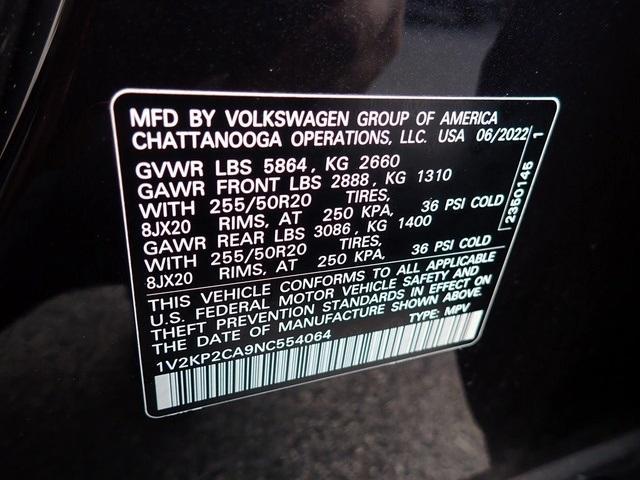 MFD BY VOLKSWAGEN GROUP OF AMERICA
CHATTANOOGA OPERATIONS, LLC. USA 06/2022
GVWR LBS 5864, KG 2660
GAWR FRONT LBS 2888, KG 1310
WITH 255/50R20 TIRES,
8JX20 RIMS, AT 250 KPA, 36 PSI COLD
GAWR REAR LBS 3086, KG 1400
WITH 255/50R20 TIRES,
8JX20 RIMS, AT 250 KPA, 36 PSI COLD
THIS VEHICLE CONFORMS TO ALL APPLICABLE
U.S. FEDERAL MOTOR VEHICLE SAFETY AND
THEFT PREVENTION STANDARDS IN EFFECT ON
THE DATE OF MANUFACTURE SHOWN ABOVE.
1V2KP2CA9NC554064 TYPE: MPV
2350145 1